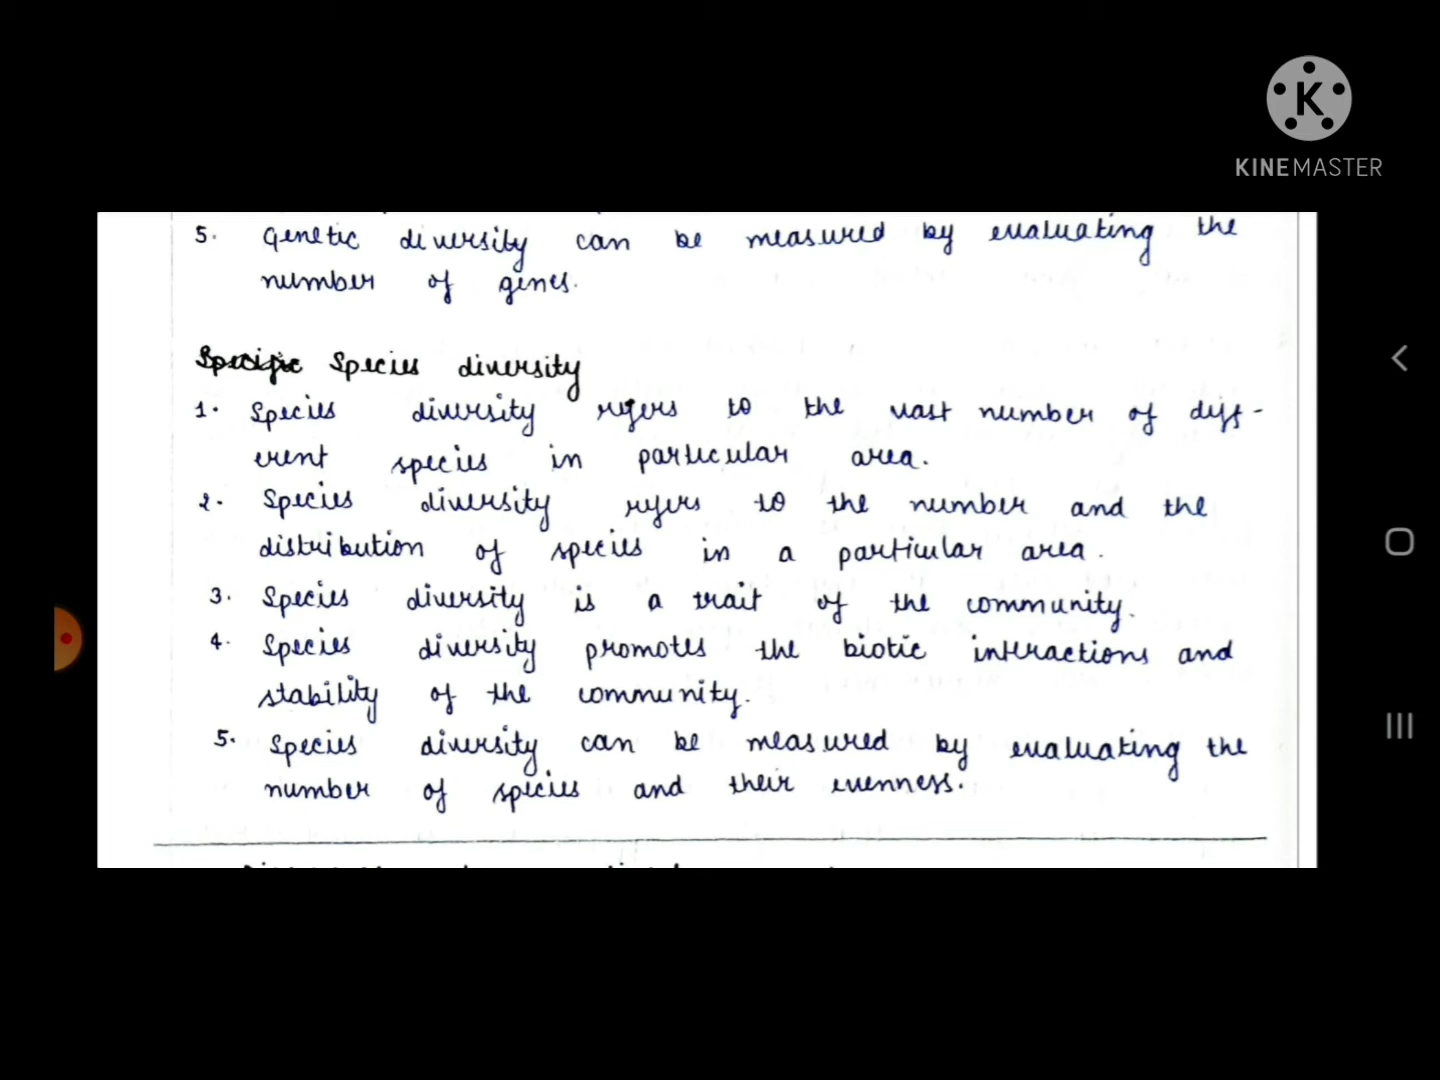 K
KINEMASTER
5. Genetic diversity can be measured by evaluating the
number of genes.
Specific Species diversity
1. Species diversity refers to the vast number of diff-
erent species in particular area.
2. Species diversity refers to the number and the
distribution of species in a particular area.
3. Species diversity is a trait of the community.
4. Species diversity promotes the biotic interactions and
stability of the community.
5. Species diversity can be measured by evaluating the
number of species and their evenness.